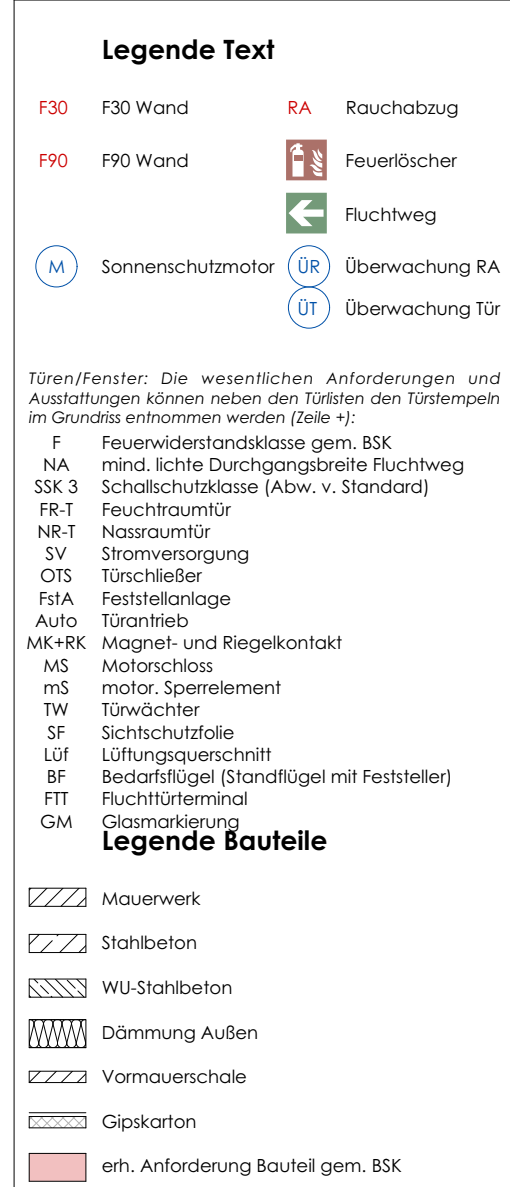 Legende Text
F30 F30 Wand RA Rauchabzug
F90 F90 Wand Feuerlöscher
Fluchtweg
M Sonnenschutzmotor ÜR Überwachung RA
ÜT Überwachung Tür
Türen/Fenster: Die wesentlichen Anforderungen und
Ausstattungen können neben den Türlisten den Türstempeln
im Grundriss entnommen werden (Zeile +):
F Feuerwiderstandsklasse gem. BSK
NA mind. lichte Durchgangsbreite Fluchtweg
SSK 3 Schallschutzklasse (Abw. v. Standard)
FR-T Feuchtraumtür
NR-T Nassraumtür
SV Stromversorgung
OTS Türschließer
FstA Feststellanlage
Auto Türantrieb
MK+RK Magnet- und Riegelkontakt
MS Motorschloss
mS motor. Sperrelement
TW Türwächter
SF Sichtschutzfolie
Lüf Lüftungsquerschnitt
BF Bedarfsflügel (Standflügel mit Feststeller)
FTT Fluchttürterminal
GM Glasmarkierung
Legende Bauteile
Mauerwerk
Stahlbeton
WU-Stahlbeton
Dämmung Außen
Vormauerschale
Gipskarton
erh. Anforderung Bauteil gem. BSK